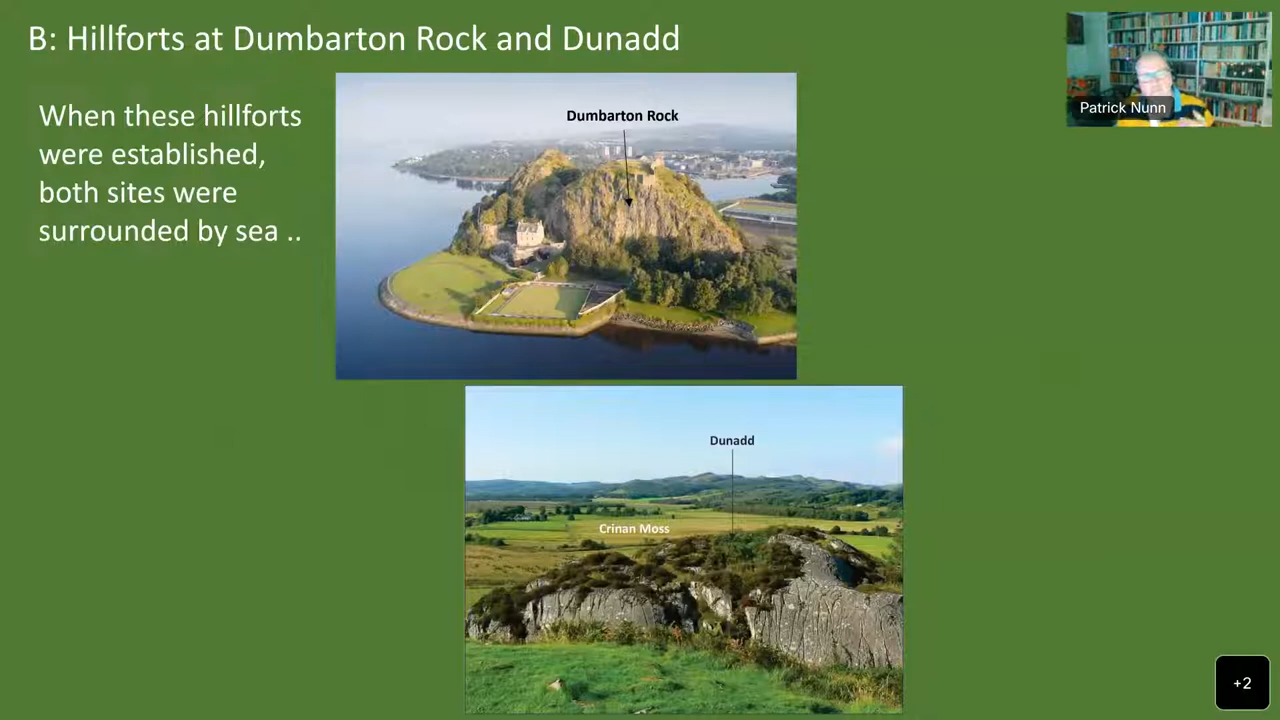 B: Hillforts at Dumbarton Rock and Dunadd
When these hillforts
were established,
both sites were
surrounded by sea ..
Dumbarton Rock
Patrick Nunn
Dunadd
Crinan Moss
+2